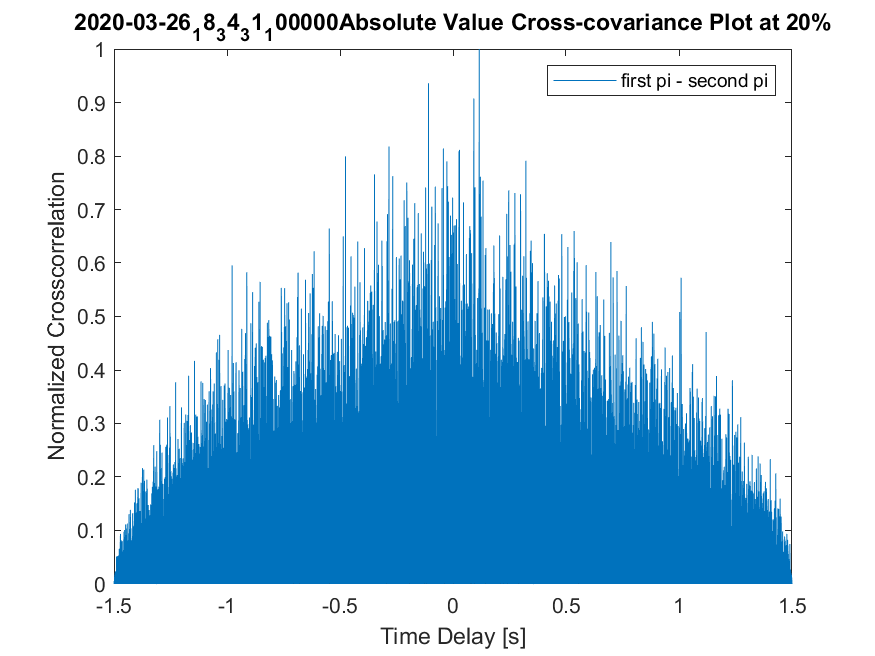 2020-03-26₁8₃4₃1₁00000Absolute Value Cross-covariance Plot at 20%
1
first pi - second pi
0.9
0.8
0.7
0.6
0.5
0.4
0.3
0.2
0.1
0
Normalized Crosscorrelation
-1.5 -1 -0.5 0 0.5 1 1.5
Time Delay [s]